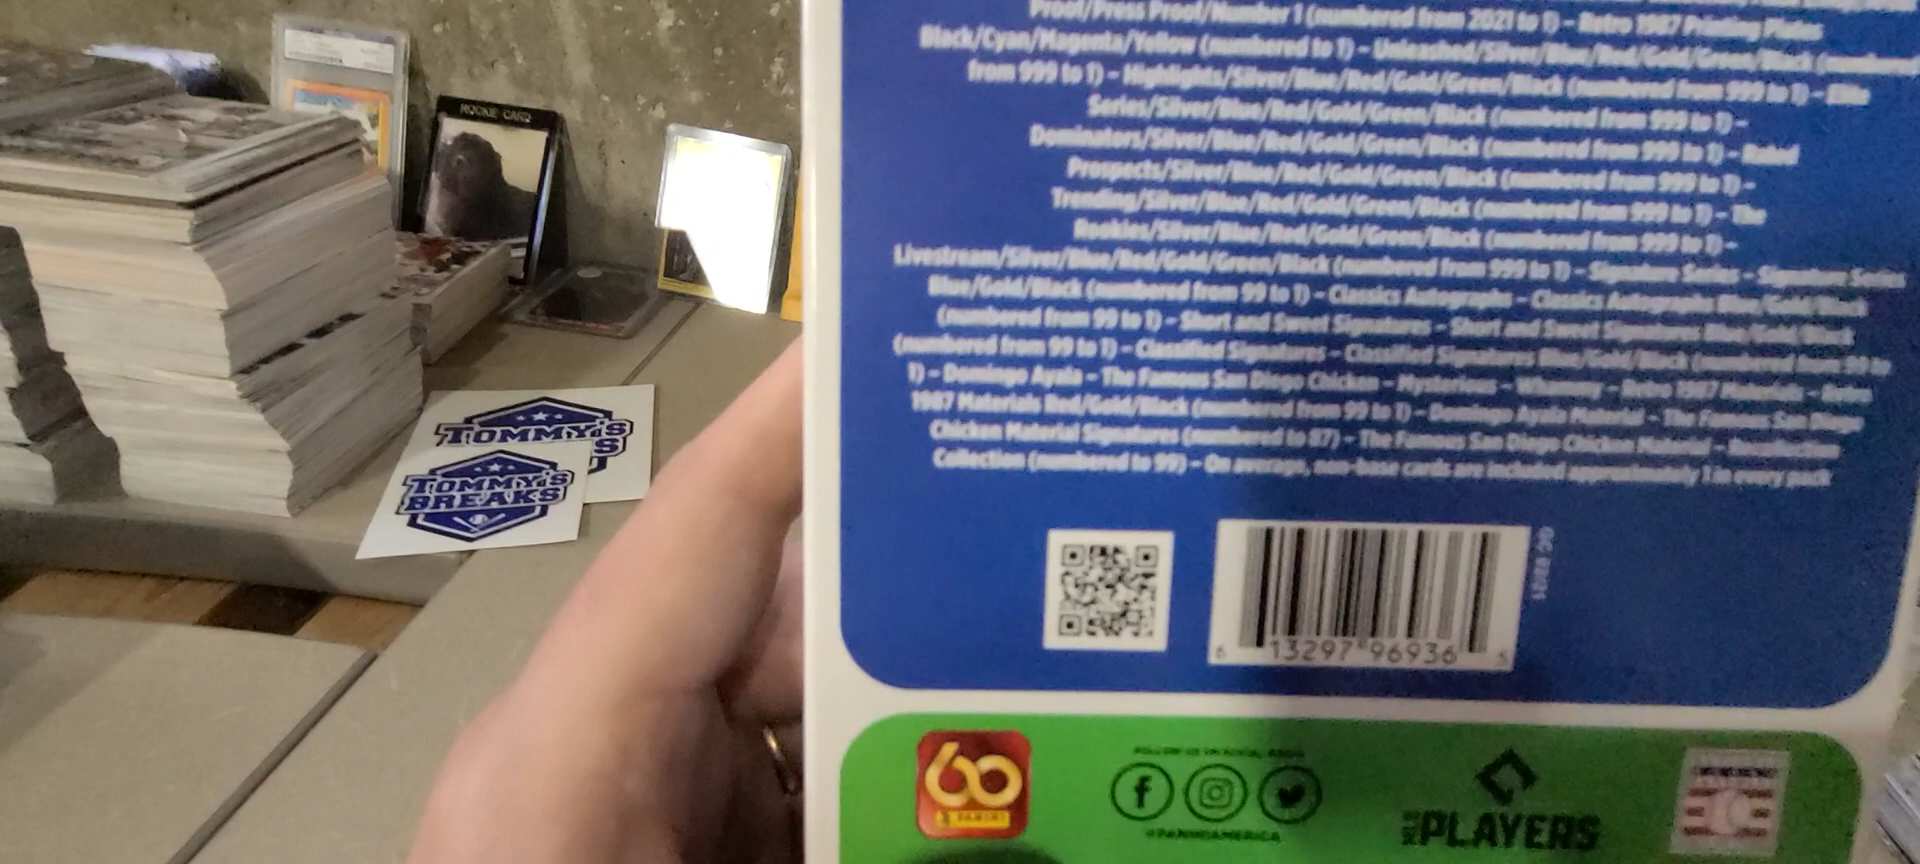 ROOKIE CARD
TOMMY'S
S
TOMMY'S
BREAKS
Proof/Press Proof/Number 1 (numbered from 2021 to 1) – Retro 1987 Printing Plates
Black/Cyan/Magenta/Yellow (numbered to 1) – Unleashed/Silver/Blue/Red/Gold/Green/Black (numbered
from 999 to 1) – Highlights/Silver/Blue/Red/Gold/Green/Black (numbered from 999 to 1) – Elite
Series/Silver/Blue/Red/Gold/Green/Black (numbered from 999 to 1) –
Dominators/Silver/Blue/Red/Gold/Green/Black (numbered from 999 to 1) – Rated
Prospects/Silver/Blue/Red/Gold/Green/Black (numbered from 999 to 1) –
Trending/Silver/Blue/Red/Gold/Green/Black (numbered from 999 to 1) – The
Rookies/Silver/Blue/Red/Gold/Green/Black (numbered from 999 to 1) –
Livestream/Silver/Blue/Red/Gold/Green/Black (numbered from 999 to 1) – Signature Series – Signature Series
Blue/Gold/Black (numbered from 99 to 1) – Classics Autographs – Classics Autographs Blue/Gold/Black
(numbered from 99 to 1) – Short and Sweet Signatures – Short and Sweet Signatures Blue/Gold/Black
(numbered from 99 to 1) – Classified Signatures – Classified Signatures Blue/Gold/Black (numbered from 99 to
1) – Domingo Ayala – The Famous San Diego Chicken – Mysterious – Whammy – Retro 1987 Materials – Retro
1987 Materials Red/Gold/Black (numbered from 99 to 1) – Domingo Ayala Material – The Famous San Diego
Chicken Material Signatures (numbered to 87) – The Famous San Diego Chicken Material –
Collection (numbered to 99) – On average, non-base cards are included approximately 1 in every pack
6 13297 96936 5
60
PANINI
FOLLOW US ON SOCIAL MEDIA
@PANINIAMERICA
MLB PLAYERS